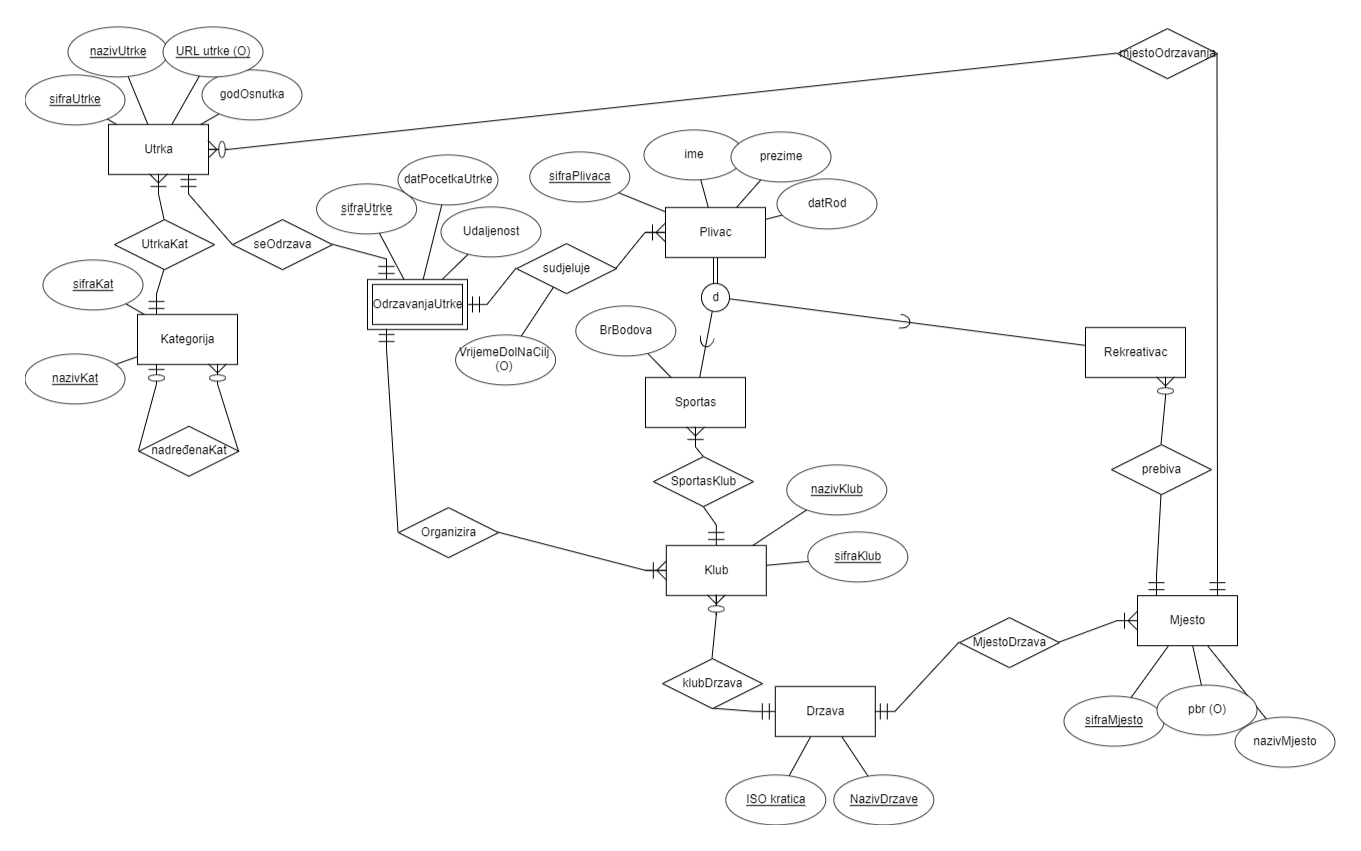 mjestoOdrzavanja
nazivUtrke
URL utrke (O)
sifraUtrke
godOsnutka
Utrka
ime
prezime
sifraPlivaca
datPocetkaUtrke
sifraUtrke
datRod
Udaljenost
Plivac
UtrkaKat
seOdrzava
sudjeluje
sifraKat
d
OdrzavanjaUtrke
BrBodova
Kategorija
VrijemeDolNaCilj
(O)
Rekreativac
nazivKat
Sportas
nadređenaKat
prebiva
SportasKlub
nazivKlub
Organizira
sifraKlub
Klub
Mjesto
MjestoDrzava
klubDrzava
Drzava
sifraMjesto
pbr (O)
nazivMjesto
ISO kratica
NazivDrzave